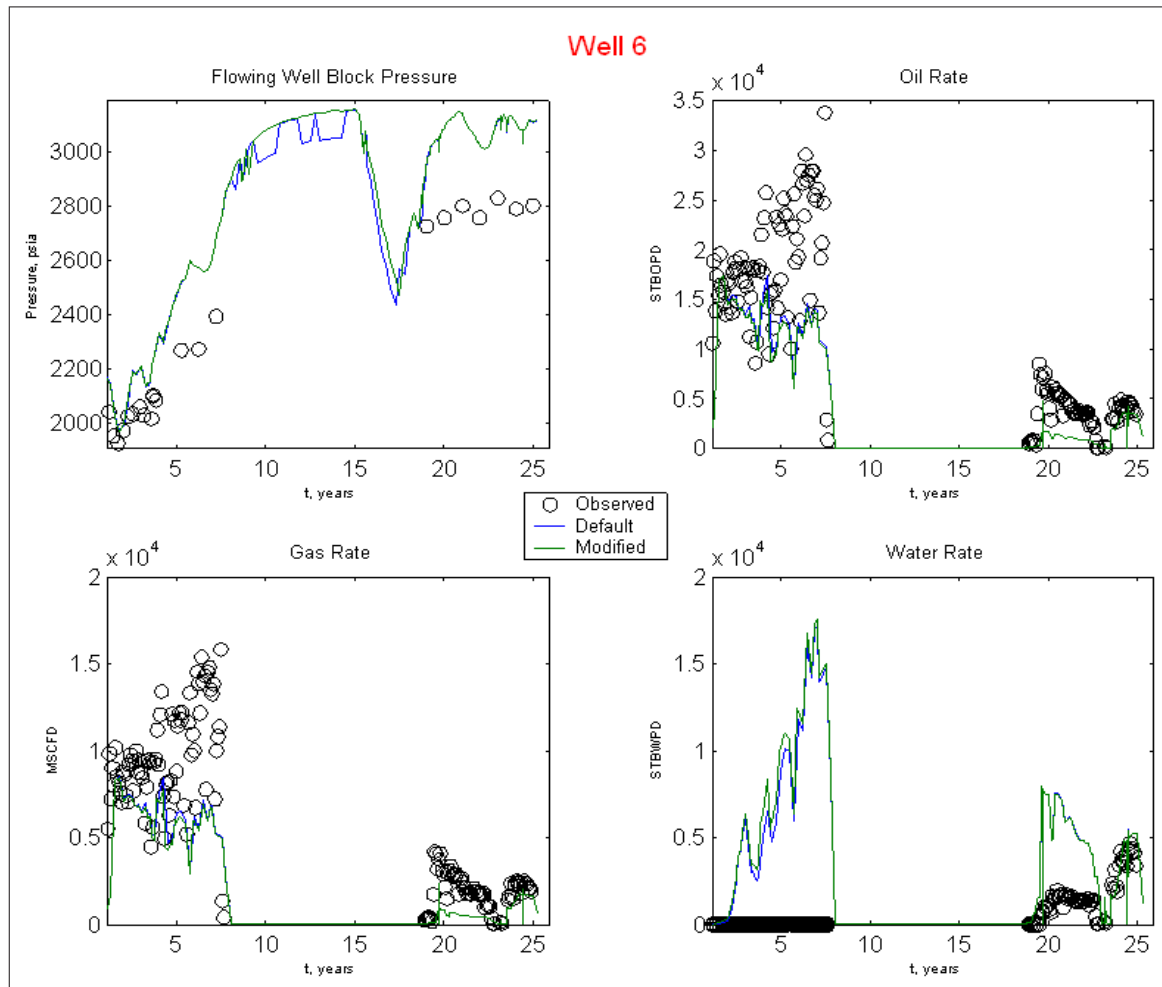 Well 6
Flowing Well Block Pressure
Pressure, psia
3000
2800
2600
2400
2200
2000
5 10 15 20 25
t, years
Oil Rate
x 10^4
STBOPD
3.5
3
2.5
2
1.5
1
0.5
0
5 10 15 20 25
t, years
Observed
Default
Modified
Gas Rate
x 10^4
MSCFD
2
1.5
1
0.5
0
5 10 15 20 25
t, years
Water Rate
x 10^4
STBWPD
2
1.5
1
0.5
0
5 10 15 20 25
t, years